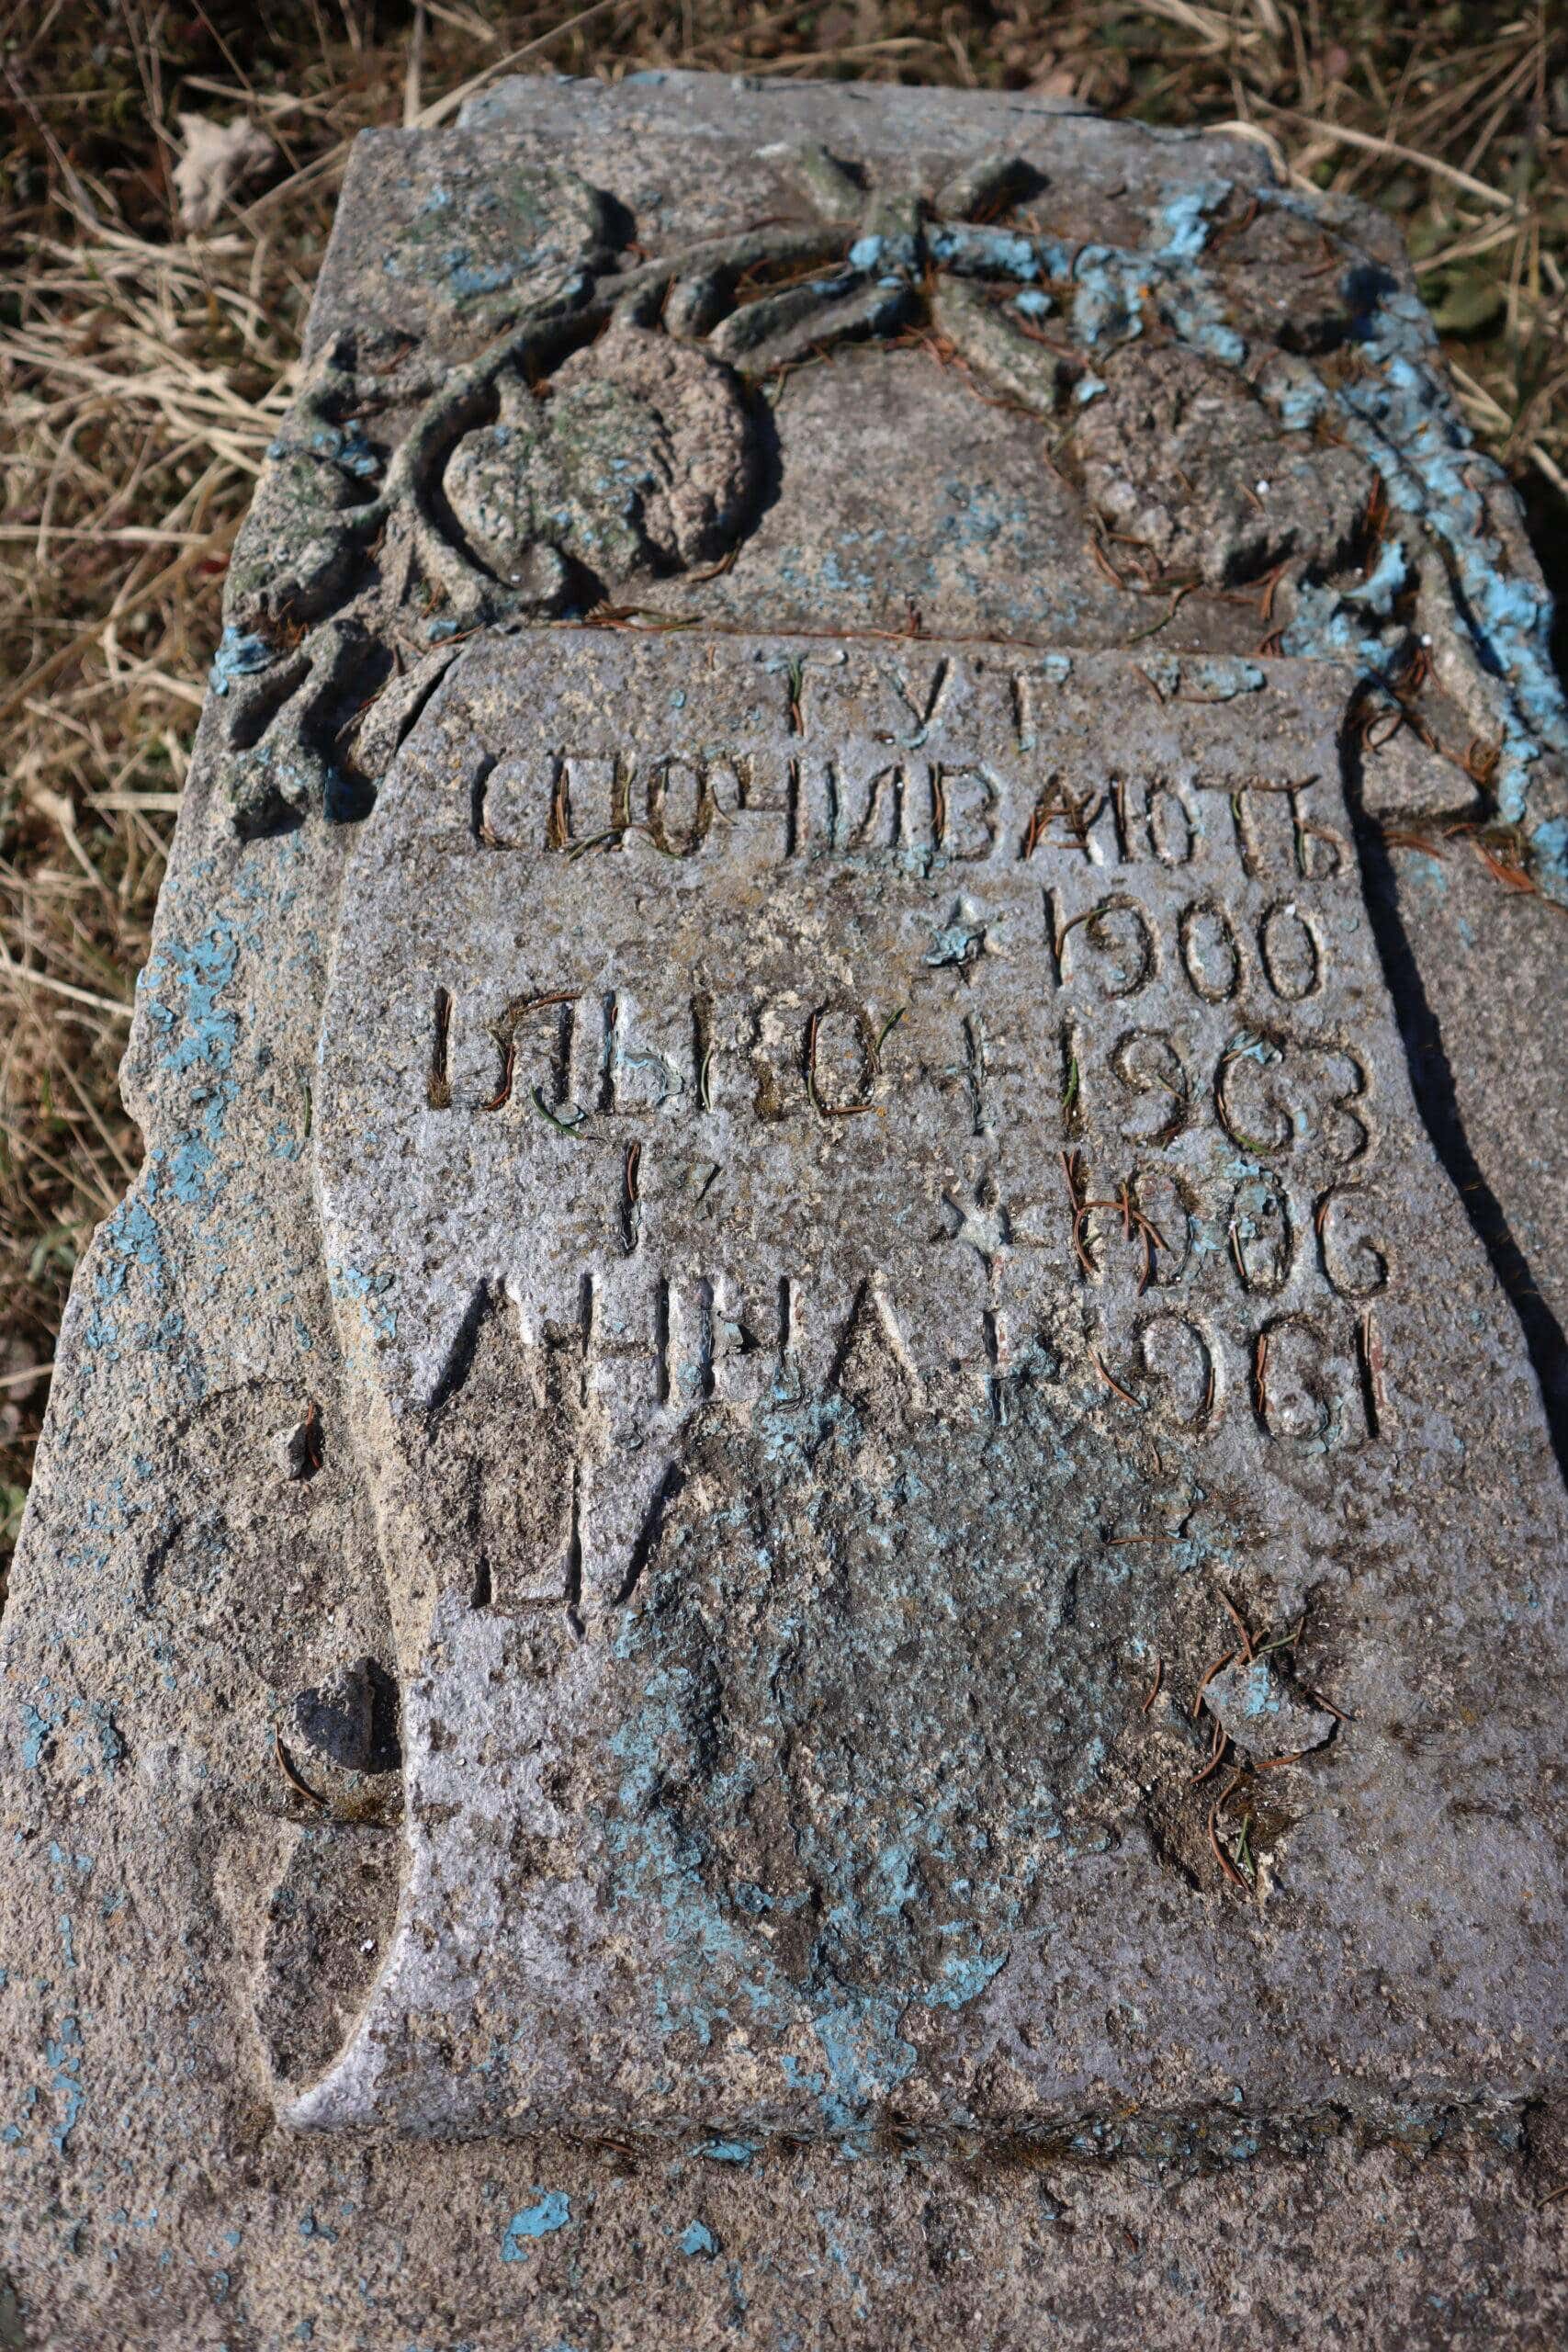 ТУТ
СПОЧИВАЮТЬ
★ 1900
ІЛЬКО † 1963
І ★ 1906
АННА † 1961